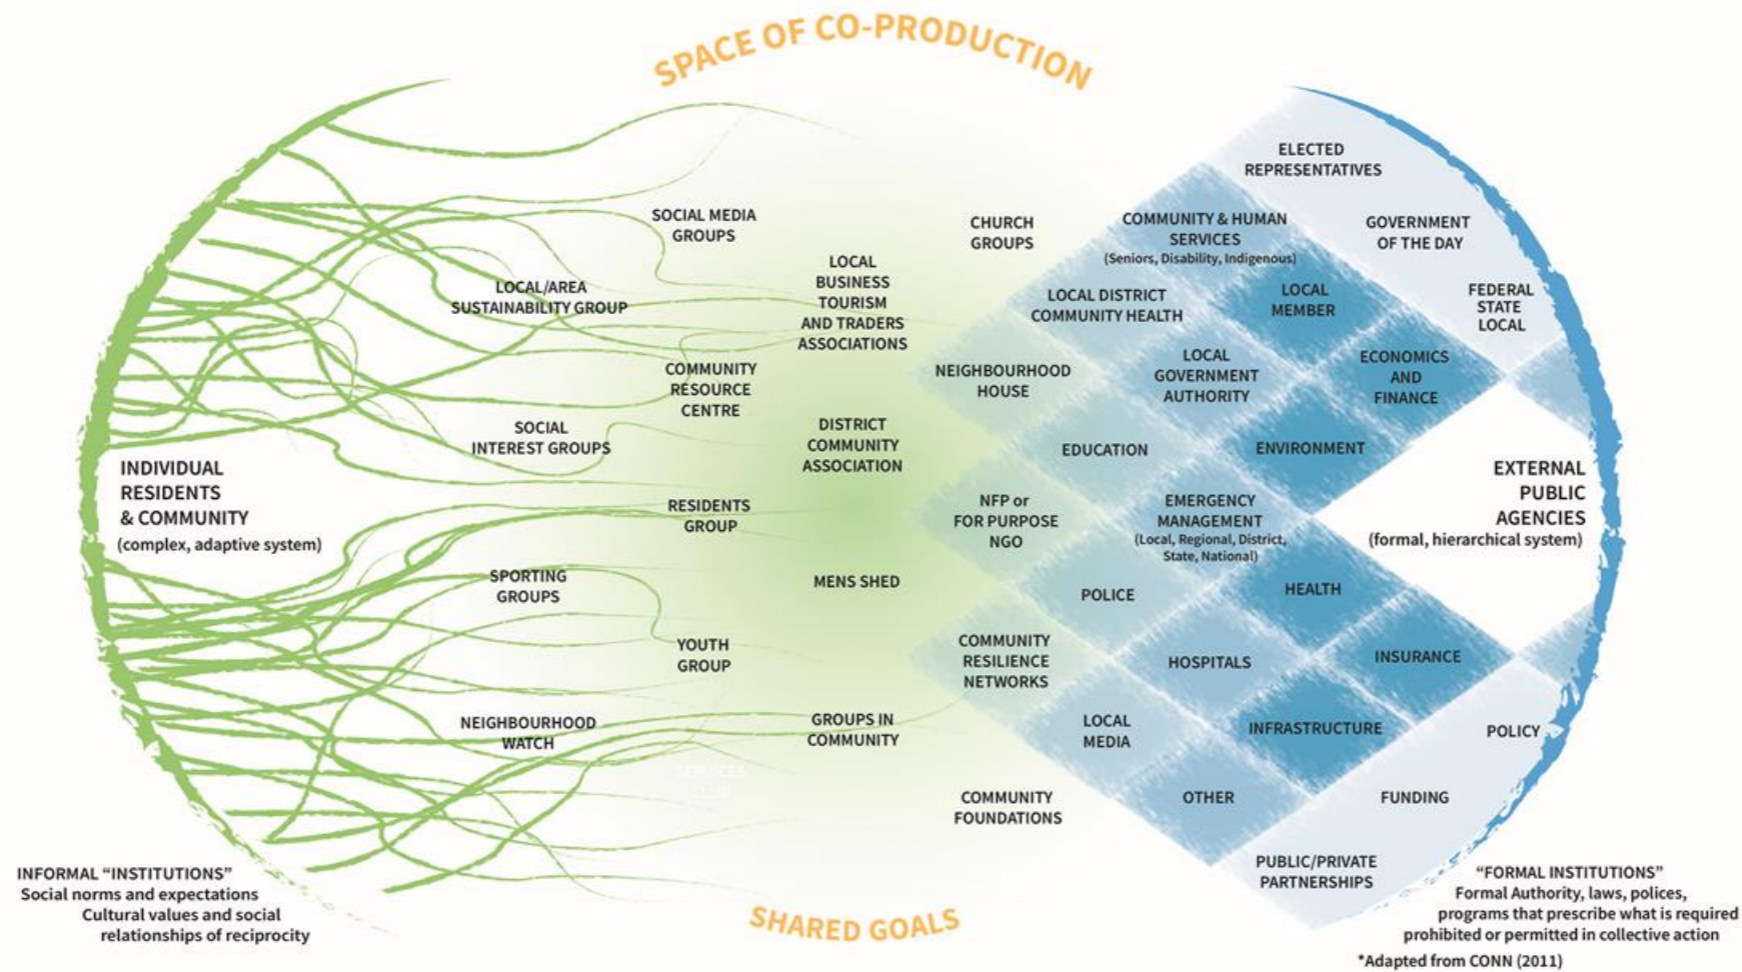 SPACE OF CO-PRODUCTION
ELECTED
REPRESENTATIVES
SOCIAL MEDIA
GROUPS
CHURCH
GROUPS
COMMUNITY & HUMAN
SERVICES
(Seniors, Disability, Indigenous)
GOVERNMENT
OF THE DAY
LOCAL/AREA
SUSTAINABILITY GROUP
LOCAL
BUSINESS
TOURISM
AND TRADERS
ASSOCIATIONS
LOCAL DISTRICT
COMMUNITY HEALTH
LOCAL
MEMBER
FEDERAL
STATE
LOCAL
COMMUNITY
RESOURCE
CENTRE
NEIGHBOURHOOD
HOUSE
LOCAL
GOVERNMENT
AUTHORITY
ECONOMICS
AND
FINANCE
SOCIAL
INTEREST GROUPS
DISTRICT
COMMUNITY
ASSOCIATION
EDUCATION
ENVIRONMENT
INDIVIDUAL
RESIDENTS
& COMMUNITY
(complex, adaptive system)
RESIDENTS
GROUP
NFP or
FOR PURPOSE
NGO
EMERGENCY
MANAGEMENT
(Local, Regional, District,
State, National)
EXTERNAL
PUBLIC
AGENCIES
(formal, hierarchical system)
SPORTING
GROUPS
MENS SHED
POLICE
HEALTH
YOUTH
GROUP
COMMUNITY
RESILIENCE
NETWORKS
HOSPITALS
INSURANCE
NEIGHBOURHOOD
WATCH
GROUPS IN
COMMUNITY
LOCAL
MEDIA
INFRASTRUCTURE
POLICY
SERVICES
CLUB
COMMUNITY
FOUNDATIONS
OTHER
FUNDING
PUBLIC/PRIVATE
PARTNERSHIPS
INFORMAL “INSTITUTIONS”
Social norms and expectations
Cultural values and social
relationships of reciprocity
SHARED GOALS
“FORMAL INSTITUTIONS”
Formal Authority, laws, polices,
programs that prescribe what is required
prohibited or permitted in collective action
*Adapted from CONN (2011)